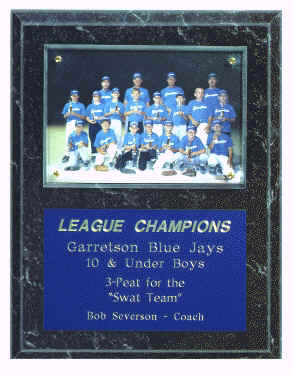 LEAGUE CHAMPIONS
Garretson Blue Jays
10 & Under Boys
3-Peat for the
"Swat Team"
Bob Severson - Coach